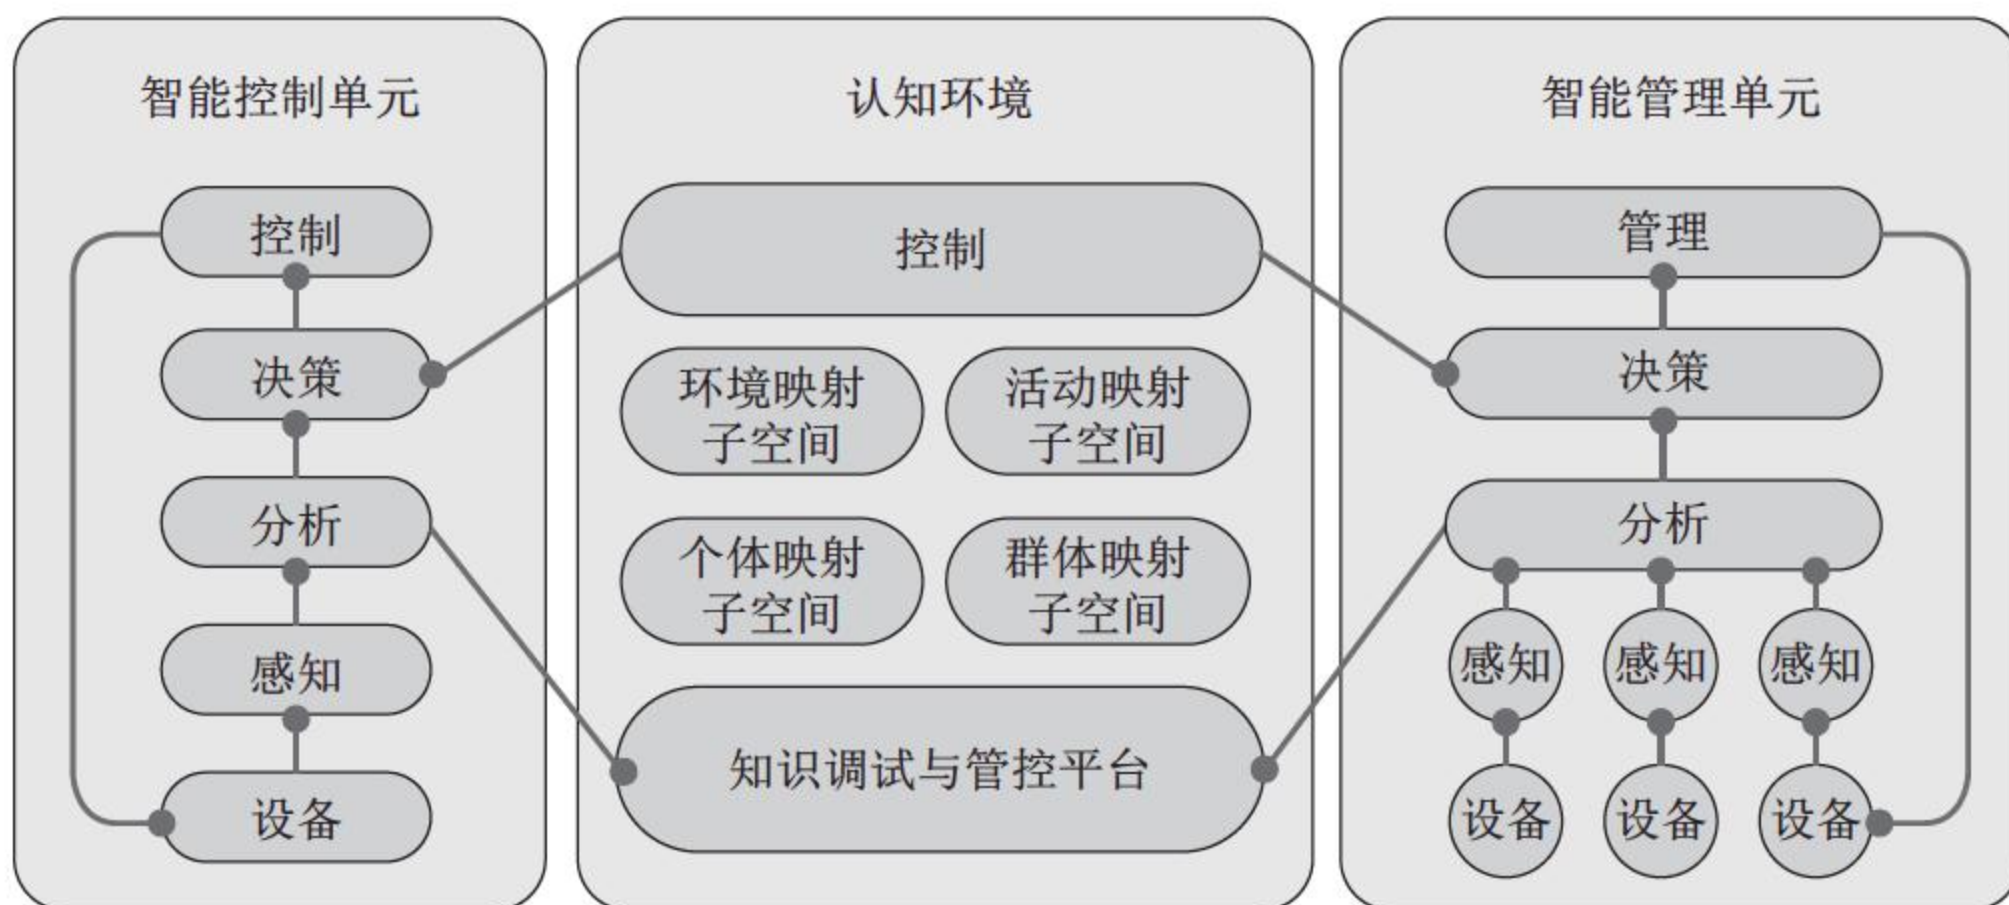 智能控制单元
控制
决策
分析
感知
设备
认知环境
控制
环境映射
子空间
活动映射
子空间
个体映射
子空间
群体映射
子空间
知识调试与管控平台
智能管理单元
管理
决策
分析
感知
感知
感知
设备
设备
设备